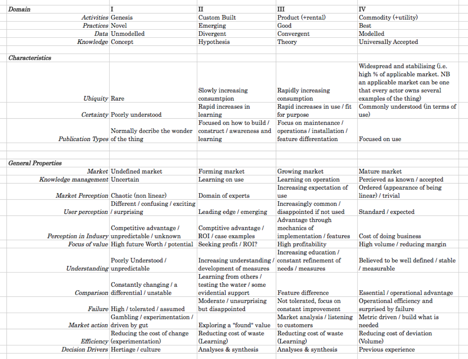 Domain I II III IV
Activities Genesis Custom Built Product (+rental) Commodity (+utility)
Practices Novel Emerging Good Best
Data Unmodelled Divergent Convergent Modelled
Knowledge Concept Hypothesis Theory Universally Accepted
Characteristics
Ubiquity Rare Slowly increasing consumtpion Rapidly increasing consumption Widespread and stabilising (i.e. high % of applicable market. NB an applicable market can be one that every actor owns several examples of the thing)
Certainty Poorly understood Rapid increases in learning Rapid increases in use / fit for purpose Commonly understood (in terms of use)
Publication Types Normally decribe the wonder of the thing Focused on how to build / construct / awareness and learning Focus on maintenance / operations / installation / feature differentation Focused on use
General Properties
Market Undefined market Forming market Growing market Mature market
Knowledge management Uncertain Learning on use Learning on operation Percieved as known / accepted
Market Perception Chaotic (non linear) Domain of experts Increasing expectation of use Ordered (appearance of being linear) / trivial
User perception Different / confusing / exciting / surprising Leading edge / emerging Increasingly common / disappointed if not used Standard / expected
Perception in Industry Competitive advantage / unpredictable / unknown Competitive advantage / ROI / case examples Advantage through mechanics of implementation / features Cost of doing business
Focus of value High future Worth / potential Seeking profit / ROI? High profitability High volume / reducing margin
Understanding Poorly Understood / unpredictable Increasing understanding / development of measures Increasing education / constant refinement of needs / measures Believed to be well defined / stable / measurable
Comparison Constantly changing / a differential / unstable Learning from others / testing the water / some evidential support Feature difference Essential / operational advantage
Failure High / tolerated / assumed Moderate / unsurprising but disappointed Not tolerated, focus on constant improvement Operational efficiency and surprised by failure
Market action Gambling / experimentation / driven by gut Exploring a "found" value Market analysis / listening to customers Metric driven / build what is needed
Efficiency Reducing the cost of change (experimentation) Reducing cost of waste (Learning) Reducing cost of waste (Learning) Reducing cost of deviation (Volume)
Decision Drivers Heritage / culture Analyses & synthesis Analyses & synthesis Previous experience